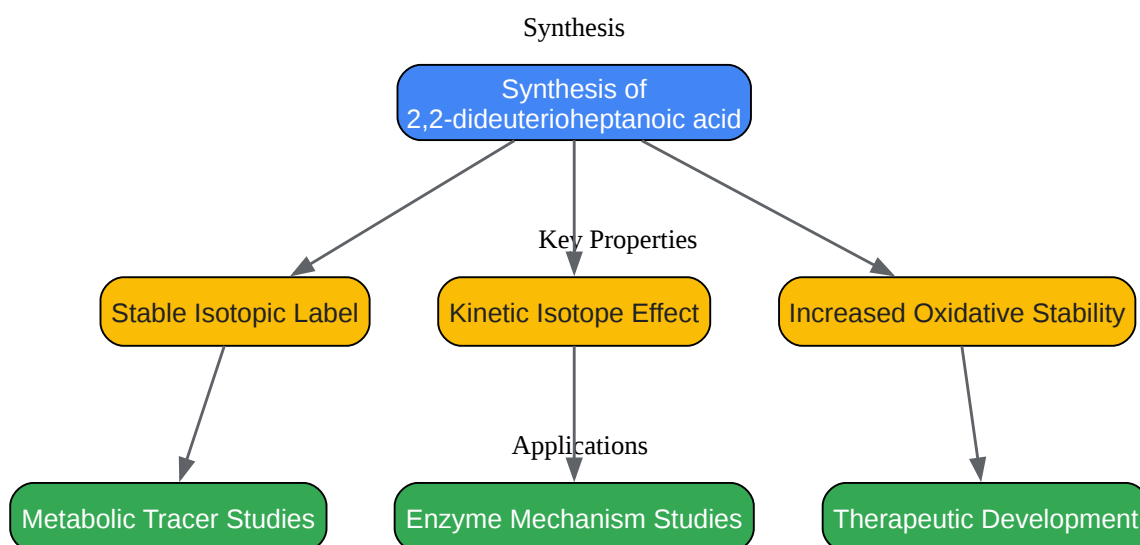 Synthesis
Synthesis of
2,2-dideuterioheptanoic acid
Key Properties
Stable Isotopic Label
Kinetic Isotope Effect
Increased Oxidative Stability
Applications
Metabolic Tracer Studies
Enzyme Mechanism Studies
Therapeutic Development